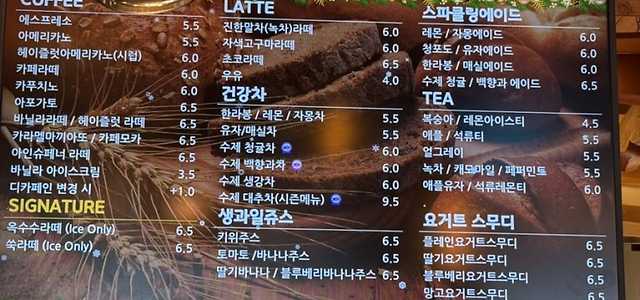 COFFEE
에스프레소 5.5
아메리카노 5.5
헤이즐럿아메리카노(시럽) 6.0
카페라떼 6.0
카푸치노 6.0
아포가토 6.5
바닐라라떼 / 헤이즐럿 라떼 6.5
카라멜마끼아또 / 카페모카 6.5
아인슈페너 라떼 6.5
바닐라 아이스크림 3.5
디카페인 변경 시 +1.0
SIGNATURE
옥수수라떼 (Ice Only) 6.5
쑥라떼 (Ice Only) 6.5
LATTE
진한말차(녹차)라떼 6.0
자색고구마라떼 6.0
초코라떼 6.5
우유 4.0
건강차
한라봉 / 레몬 / 자몽차 5.5
유자/매실차 5.5
수제 청귤차 6.0
수제 백향과차 6.0
수제 생강차 6.0
수제 대추차(시즌메뉴) 9.5
생과일쥬스
키위주스 6.5
토마토 / 바나나주스 6.5
딸기바나나 / 블루베리바나나주스 6.5
스파클링에이드
레몬 / 자몽에이드 6.0
청포도 / 유자에이드 6.0
한라봉 / 매실에이드 6.0
수제 청귤 / 백향과 에이드 6.5
TEA
복숭아 / 레몬아이스티 4.5
애플 / 석류티 5.5
얼그레이 5.5
녹차 / 캐모마일 / 페퍼민트 5.5
애플유자 / 석류레몬티 6.0
요거트 스무디
플레인요거트스무디 6.5
딸기요거트스무디 6.5
블루베리요거트스무디 6.5
망고요거트스무디 6.5